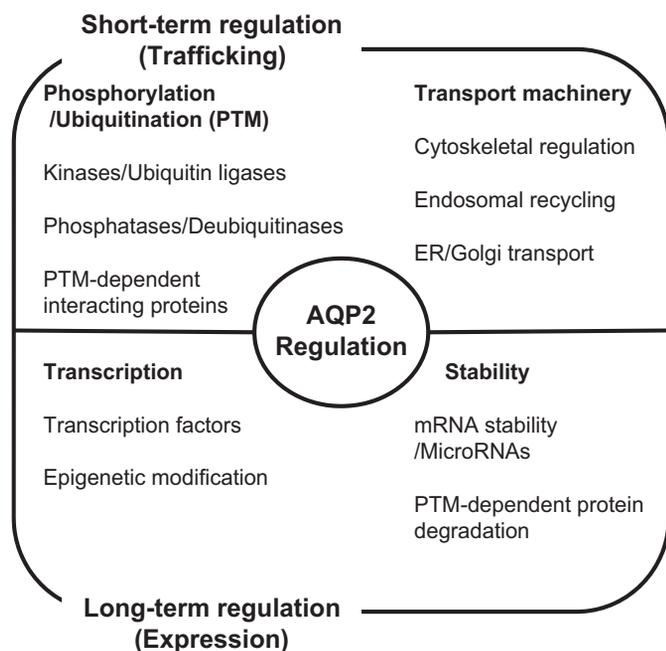 Short-term regulation
(Trafficking)
Phosphorylation
/Ubiquitination (PTM)
Kinases/Ubiquitin ligases
Phosphatases/Deubiquitinases
PTM-dependent
interacting proteins
Transport machinery
Cytoskeletal regulation
Endosomal recycling
ER/Golgi transport
AQP2
Regulation
Transcription
Transcription factors
Epigenetic modification
Stability
mRNA stability
/MicroRNAs
PTM-dependent protein
degradation
Long-term regulation
(Expression)